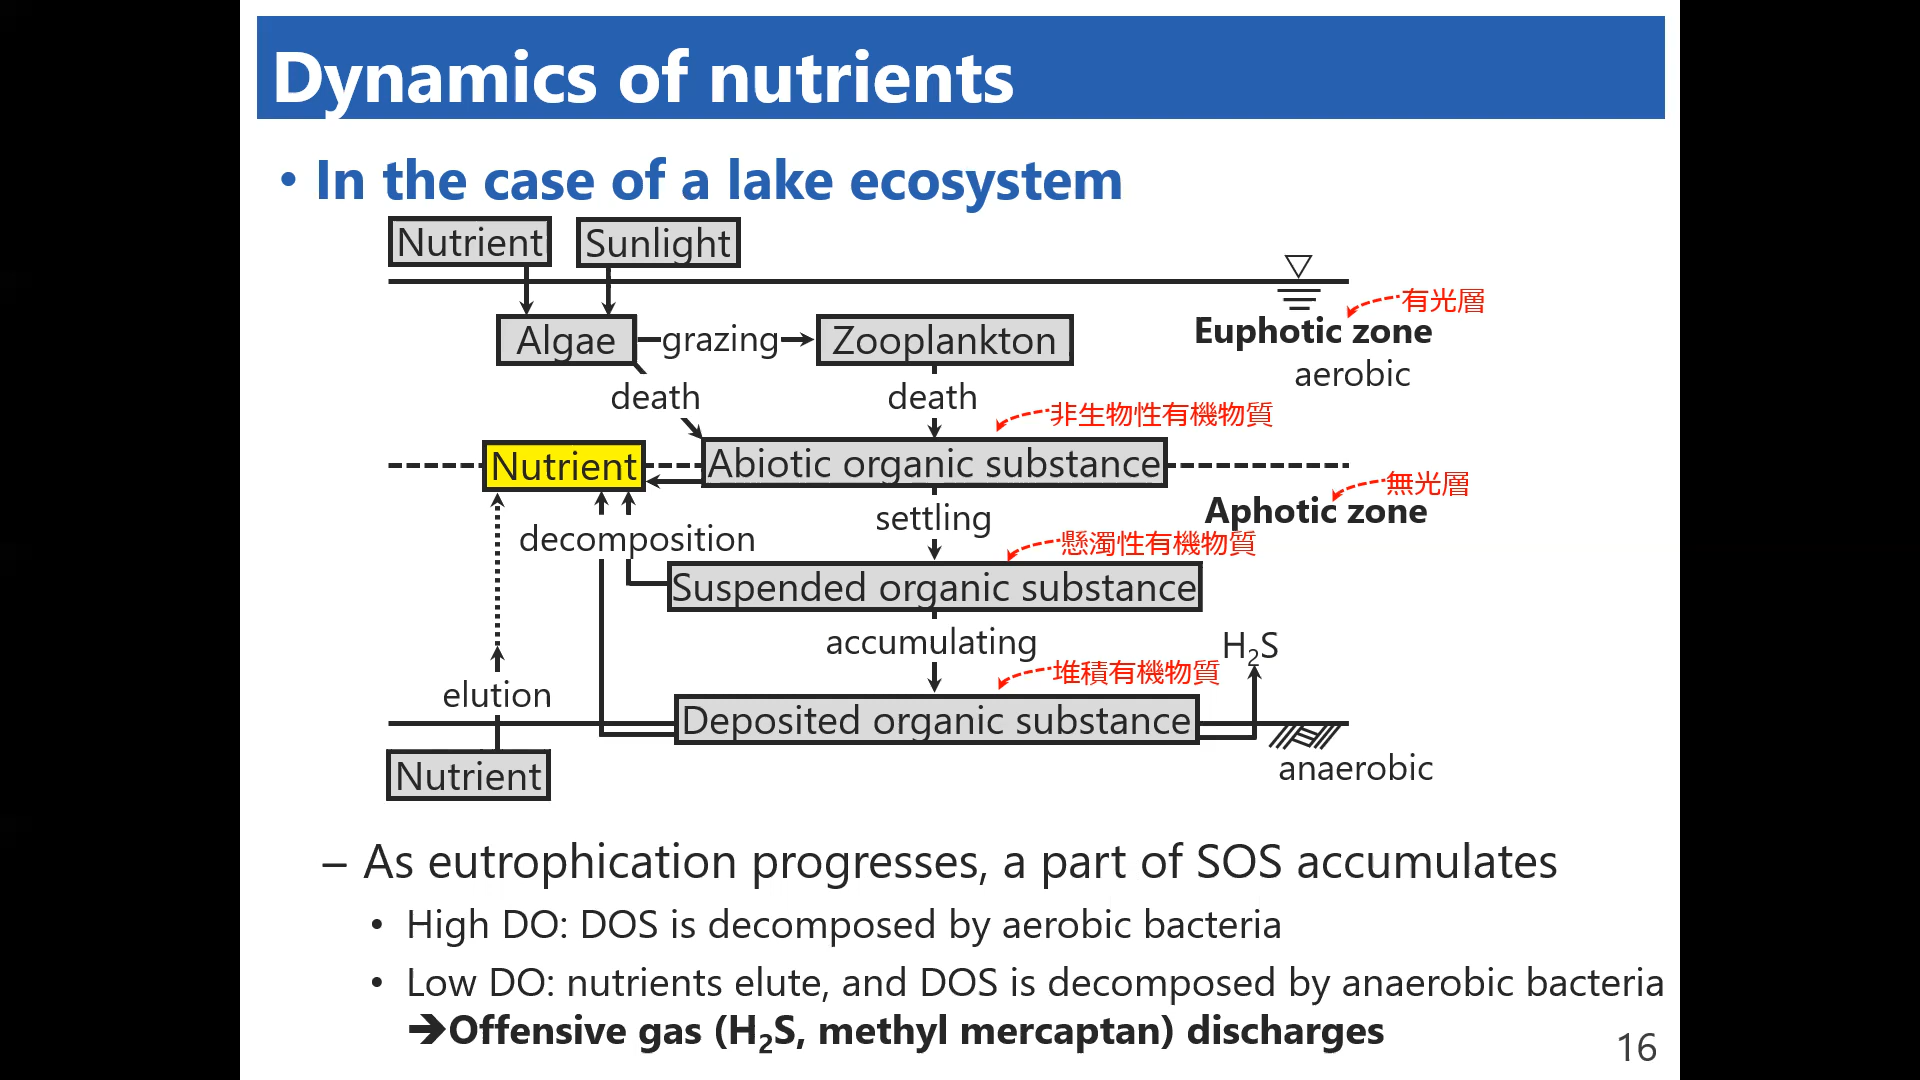 Dynamics of nutrients
• In the case of a lake ecosystem
Nutrient
Sunlight
有光層
Algae
grazing
Zooplankton
Euphotic zone
aerobic
death
death
非生物性有機物質
Nutrient
Abiotic organic substance
無光層
Aphotic zone
settling
decomposition
懸濁性有機物質
Suspended organic substance
accumulating
H₂S
堆積有機物質
elution
Deposited organic substance
Nutrient
anaerobic
– As eutrophication progresses, a part of SOS accumulates
• High DO: DOS is decomposed by aerobic bacteria
• Low DO: nutrients elute, and DOS is decomposed by anaerobic bacteria
➔Offensive gas (H₂S, methyl mercaptan) discharges
16